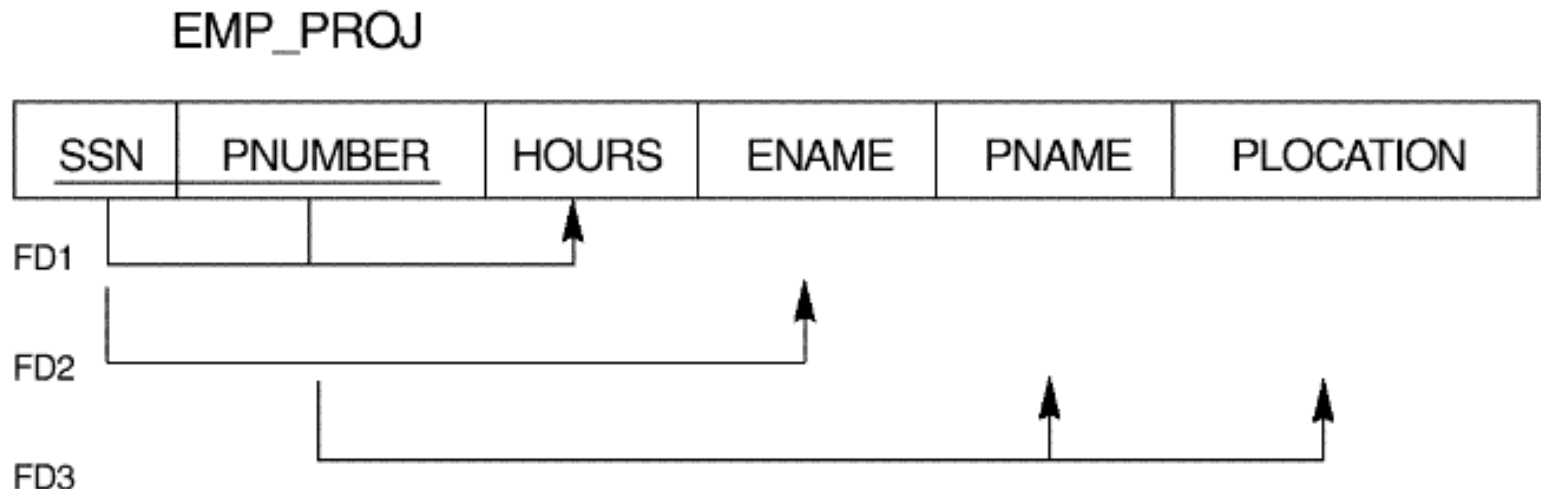 EMP_PROJ
SSN PNUMBER HOURS ENAME PNAME PLOCATION
FD1
FD2
FD3